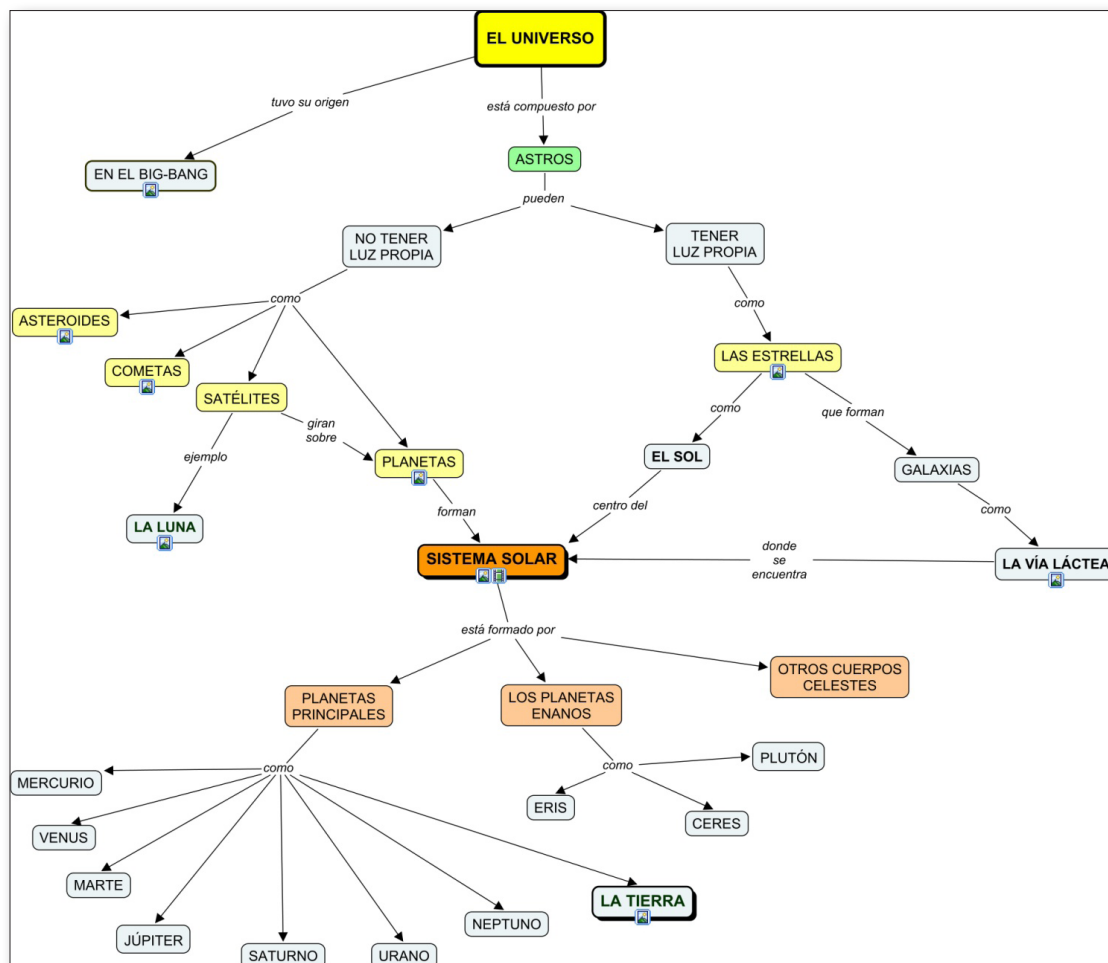 EL UNIVERSO
tuvo su origen
está compuesto por
EN EL BIG-BANG
ASTROS
pueden
NO TENER
LUZ PROPIA
TENER
LUZ PROPIA
como
como
ASTEROIDES
COMETAS
SATÉLITES
LAS ESTRELLAS
giran
sobre
ejemplo
PLANETAS
como
que forman
EL SOL
GALAXIAS
LA LUNA
forman
centro del
como
SISTEMA SOLAR
donde
se
encuentra
LA VÍA LÁCTEA
está formado por
PLANETAS
PRINCIPALES
LOS PLANETAS
ENANOS
OTROS CUERPOS
CELESTES
como
como
PLUTÓN
MERCURIO
ERIS
CERES
VENUS
MARTE
JÚPITER
SATURNO
URANO
NEPTUNO
LA TIERRA